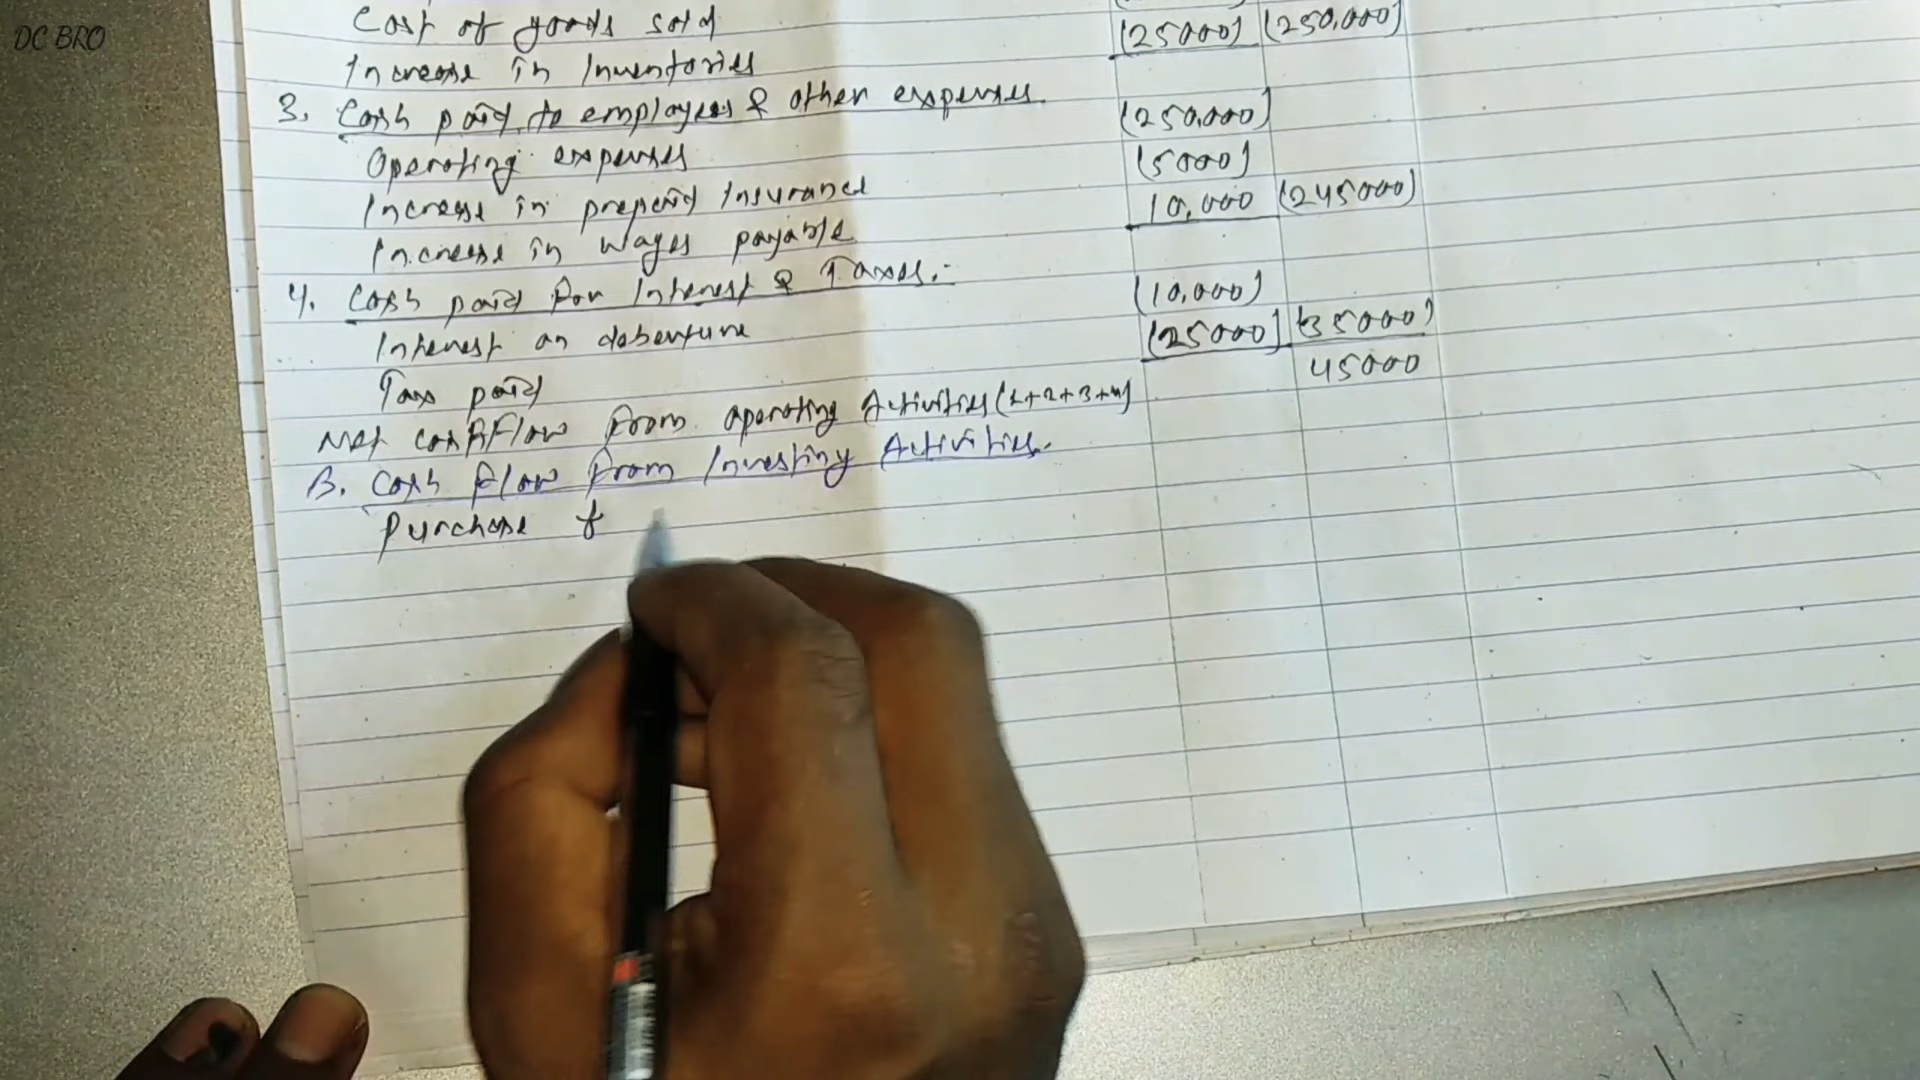 DC BRO
Cost of goods sold (25000) (250,000)
Increase in Inventories
3. Cash paid to employees & other expenses. (250,000)
Operating expenses (5000)
Increase in prepaid Insurance 10,000 (245000)
Increase in wages payable
4. Cash paid for Interest & Taxes.:- (10,000)
Interest on debenture (25000) (35000)
Tax paid 45000
Net cashflow from operating Activities (1+2+3+4)
B. Cash flow from Investing Activities.
Purchase